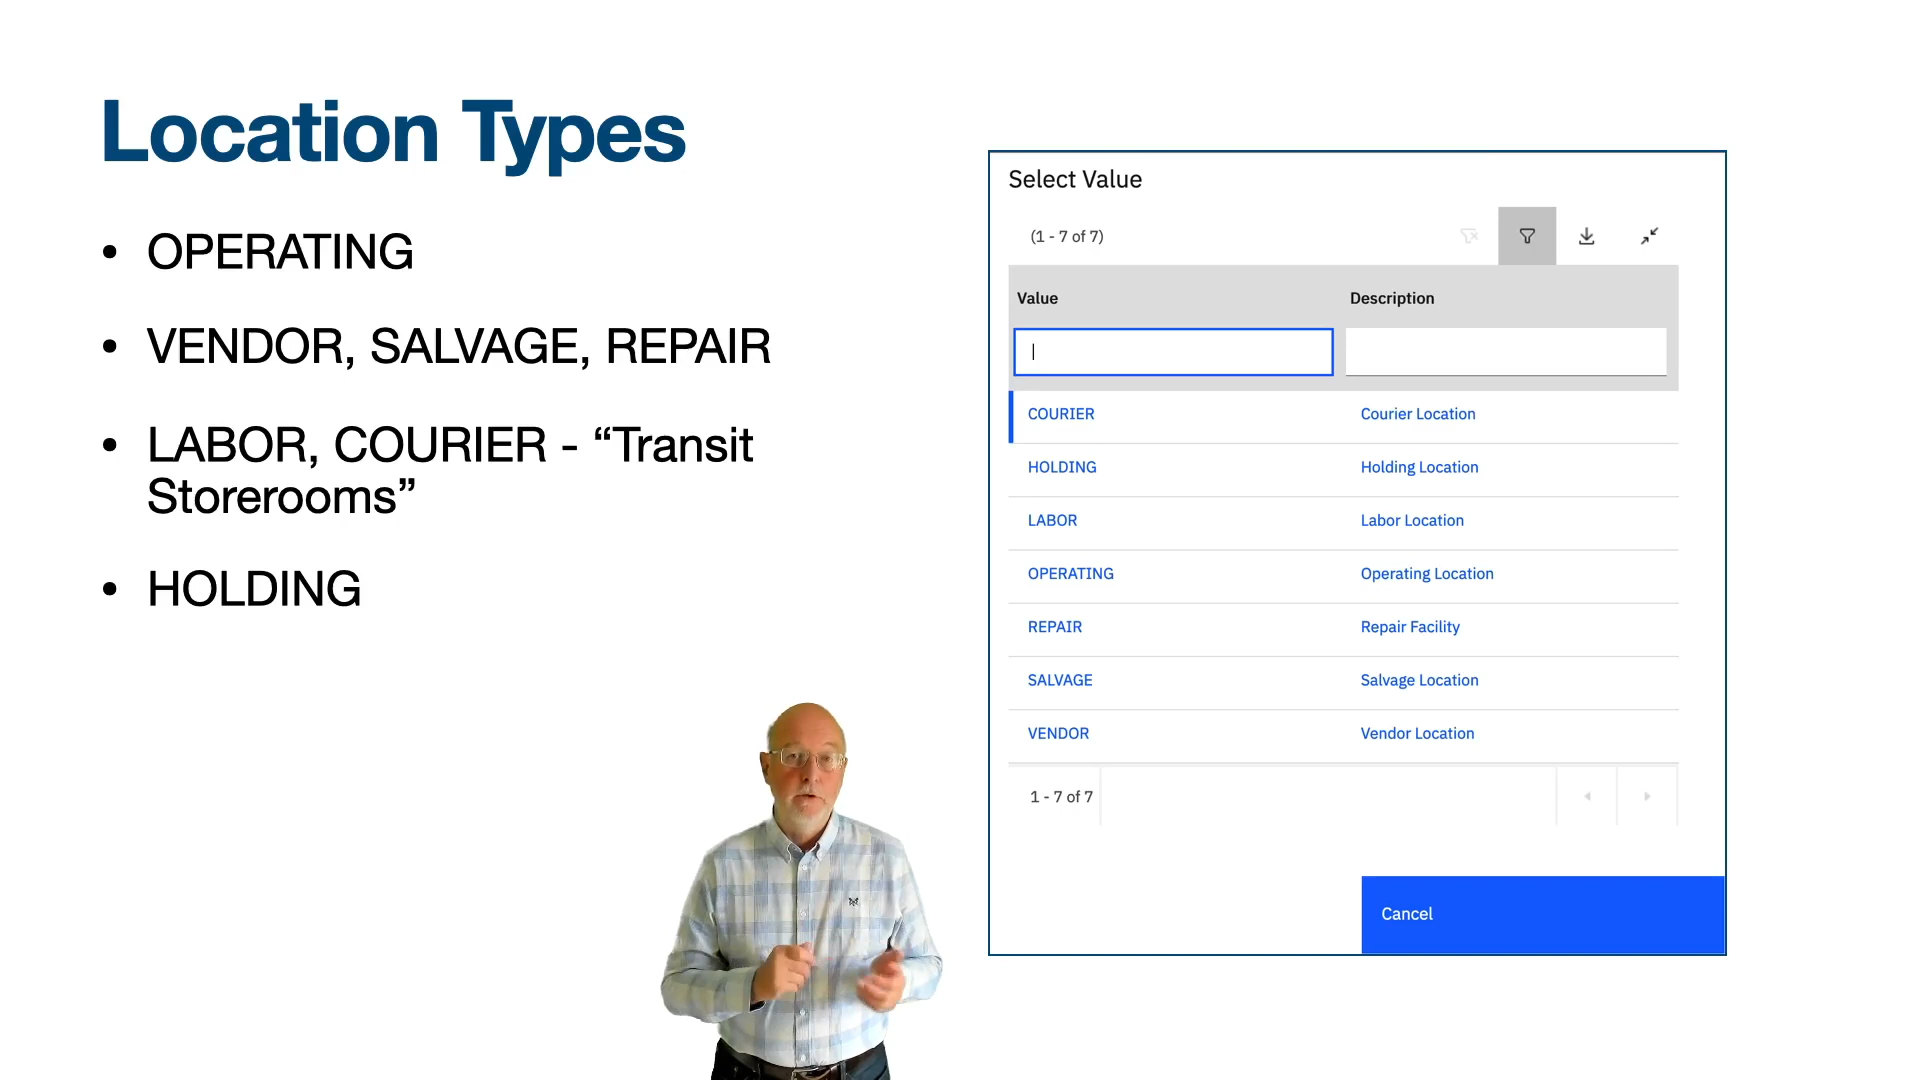 Location Types
• OPERATING
• VENDOR, SALVAGE, REPAIR
• LABOR, COURIER - “Transit
Storerooms”
• HOLDING
Select Value
(1 - 7 of 7)
Value Description
COURIER Courier Location
HOLDING Holding Location
LABOR Labor Location
OPERATING Operating Location
REPAIR Repair Facility
SALVAGE Salvage Location
VENDOR Vendor Location
1 - 7 of 7
Cancel